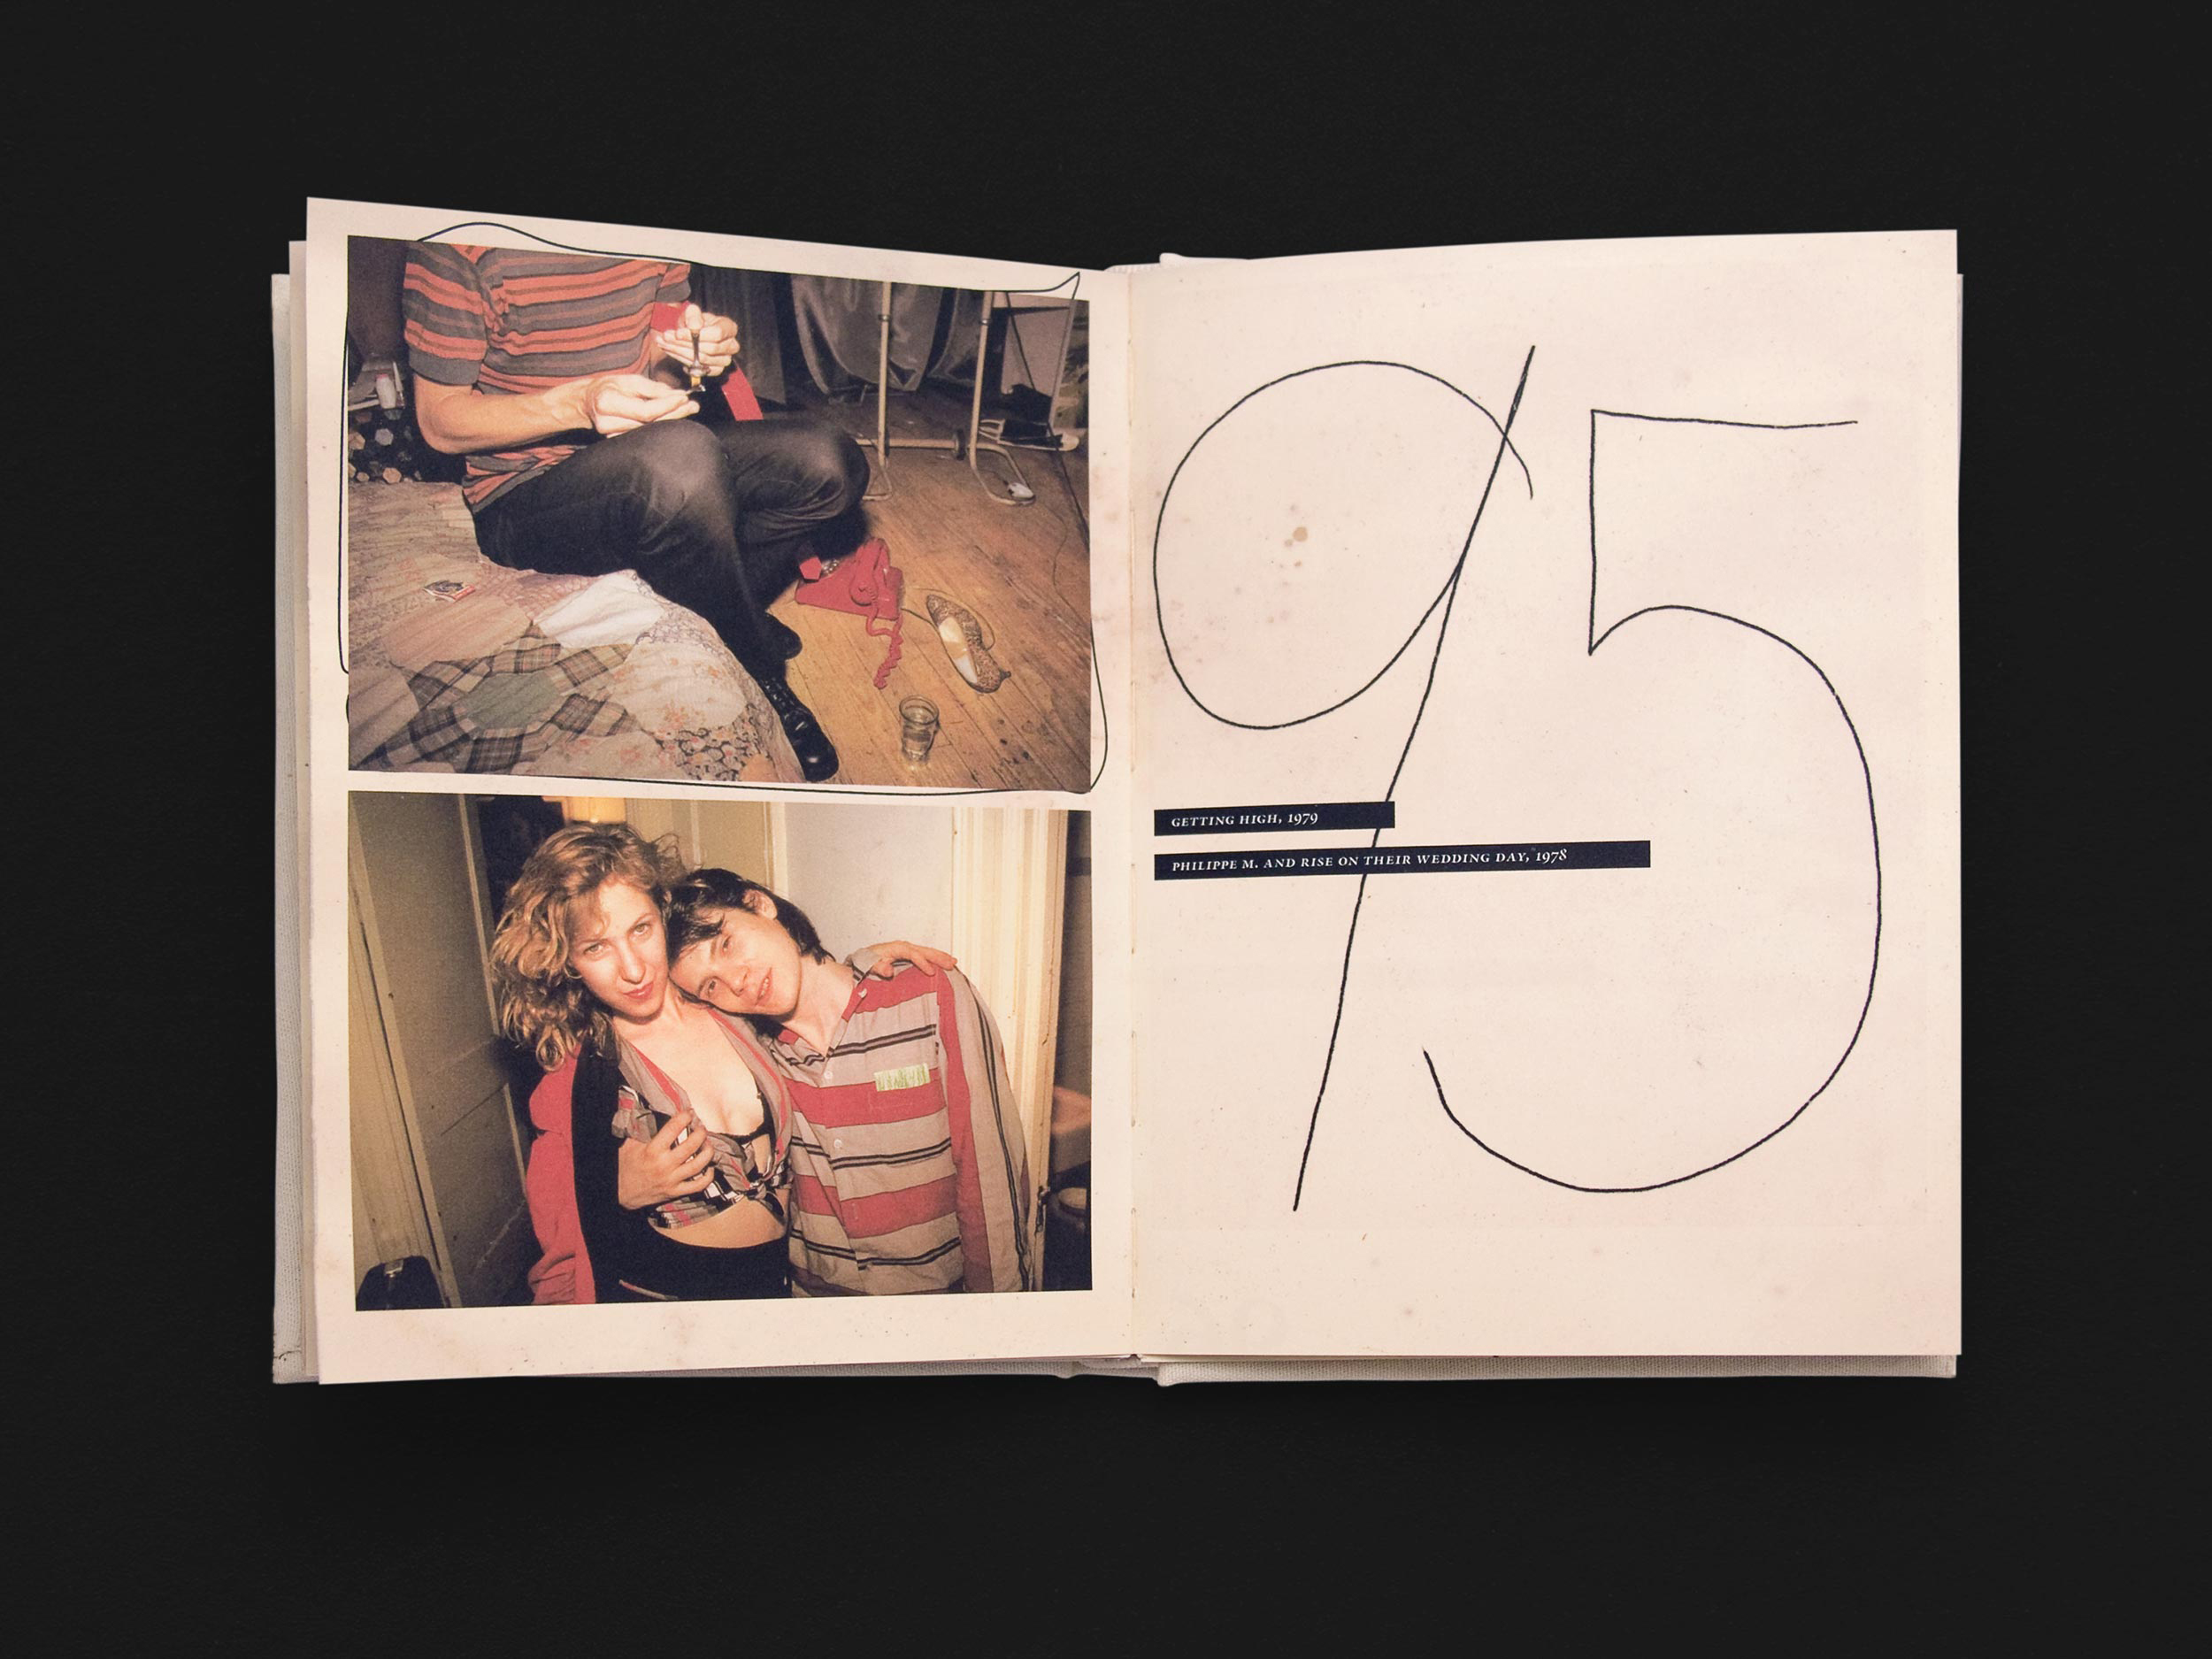 95
GETTING HIGH, 1979
PHILIPPE M. AND RISE ON THEIR WEDDING DAY, 1978